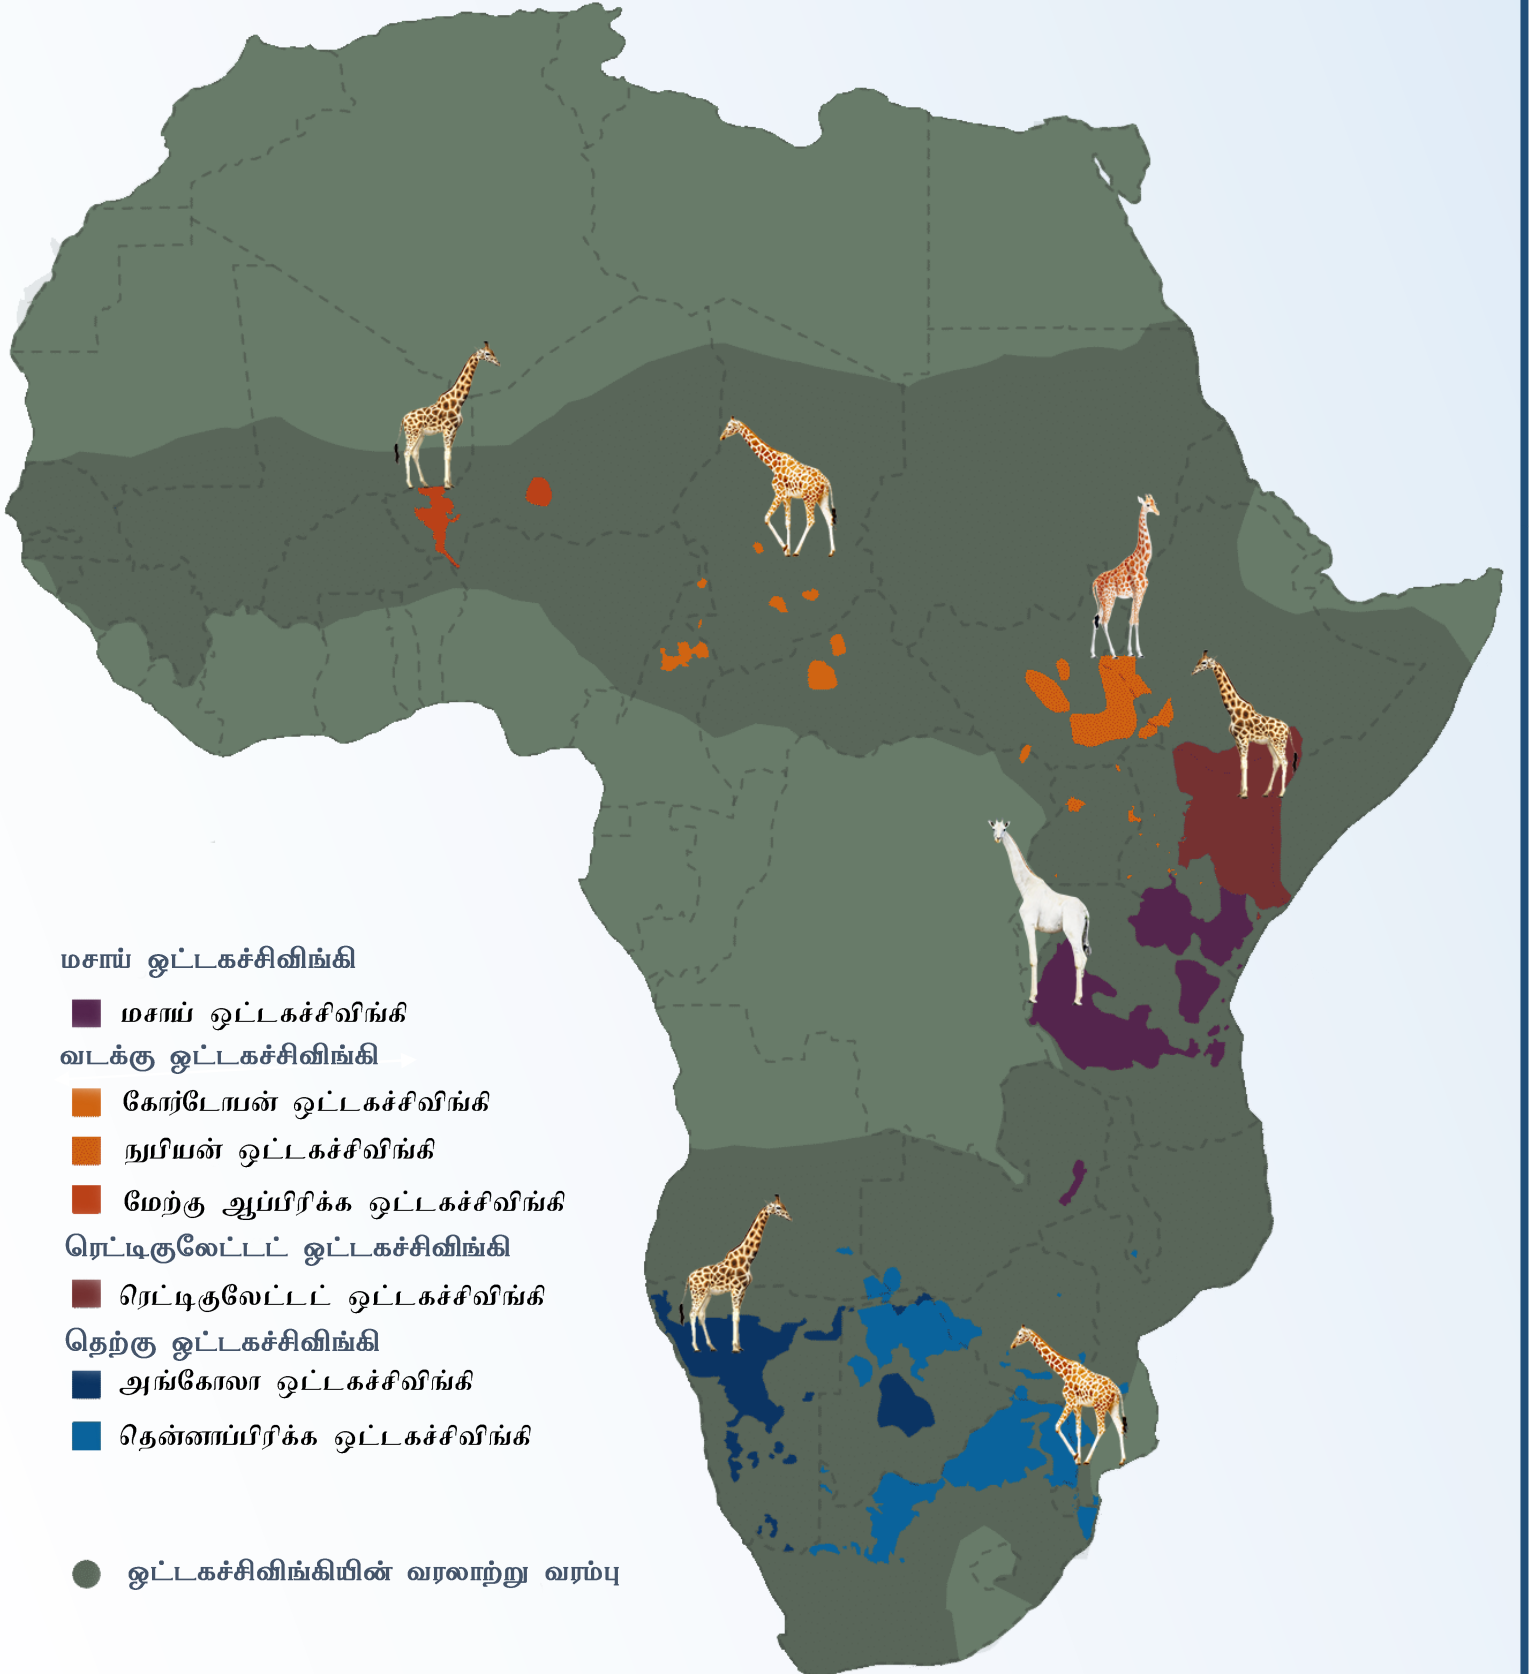 மசாய் ஒட்டகச்சிவிங்கி
மசாய் ஒட்டகச்சிவிங்கி
வடக்கு ஒட்டகச்சிவிங்கி
கோர்டோபன் ஒட்டகச்சிவிங்கி
நுபியன் ஒட்டகச்சிவிங்கி
மேற்கு ஆப்பிரிக்க ஒட்டகச்சிவிங்கி
ரெட்டிகுலேட்டட் ஒட்டகச்சிவிங்கி
ரெட்டிகுலேட்டட் ஒட்டகச்சிவிங்கி
தெற்கு ஒட்டகச்சிவிங்கி
அங்கோலா ஒட்டகச்சிவிங்கி
தென்னாப்பிரிக்க ஒட்டகச்சிவிங்கி
ஒட்டகச்சிவிங்கியின் வரலாற்று வரம்பு